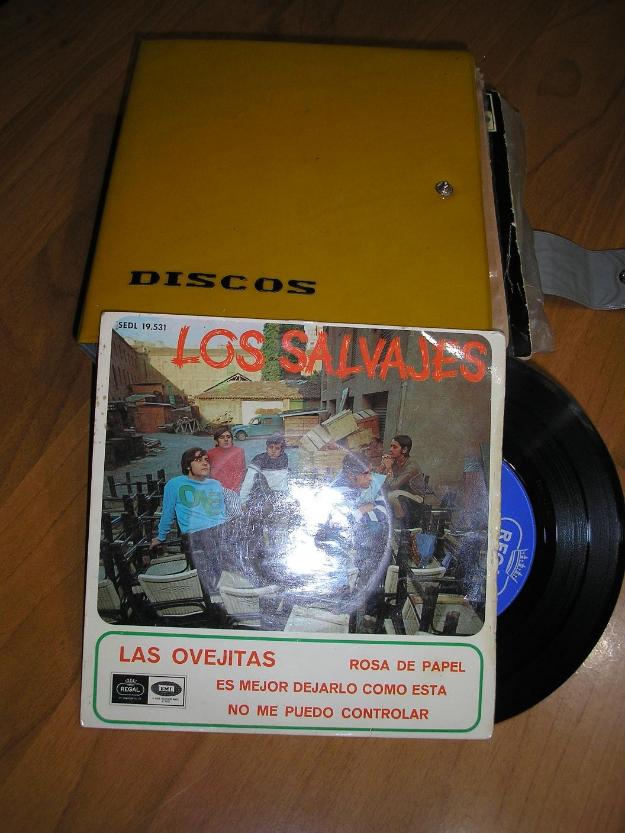 DISCOS
SEDL 19.531
LOS SALVAJES
LAS OVEJITAS
ROSA DE PAPEL
ES MEJOR DEJARLO COMO ESTA
NO ME PUEDO CONTROLAR
REGAL
EMI
REGAL